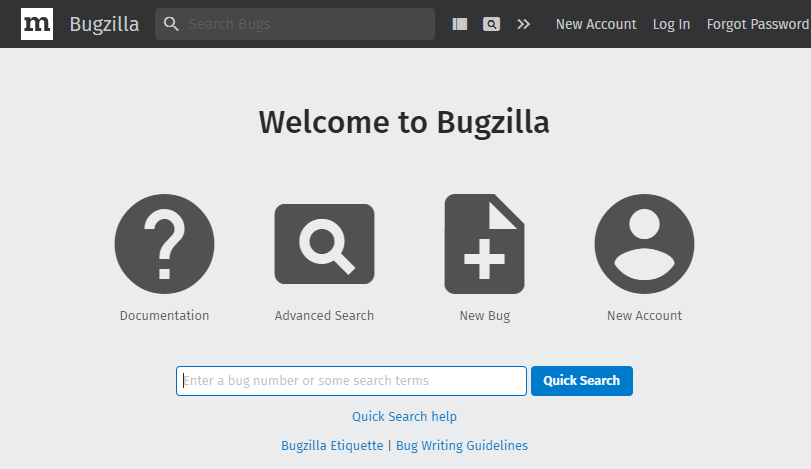 m Bugzilla Search Bugs New Account Log In Forgot Password
Welcome to Bugzilla
Documentation Advanced Search New Bug New Account
Enter a bug number or some search terms Quick Search
Quick Search help
Bugzilla Etiquette | Bug Writing Guidelines